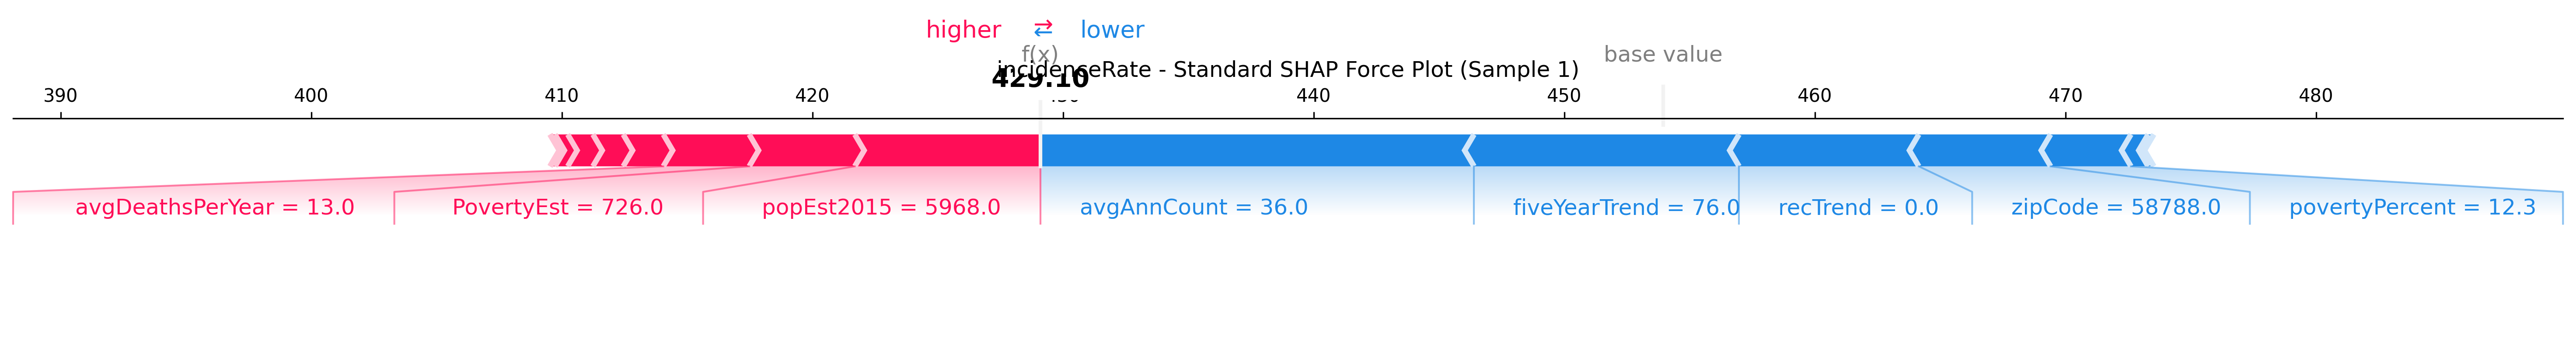 higher ⇄ lower
f(x) base value
incidenceRate - Standard SHAP Force Plot (Sample 1)
429.10
390 400 410 420 430 440 450 460 470 480
avgDeathsPerYear = 13.0 PovertyEst = 726.0 popEst2015 = 5968.0 avgAnnCount = 36.0 fiveYearTrend = 76.0 recTrend = 0.0 zipCode = 58788.0 povertyPercent = 12.3